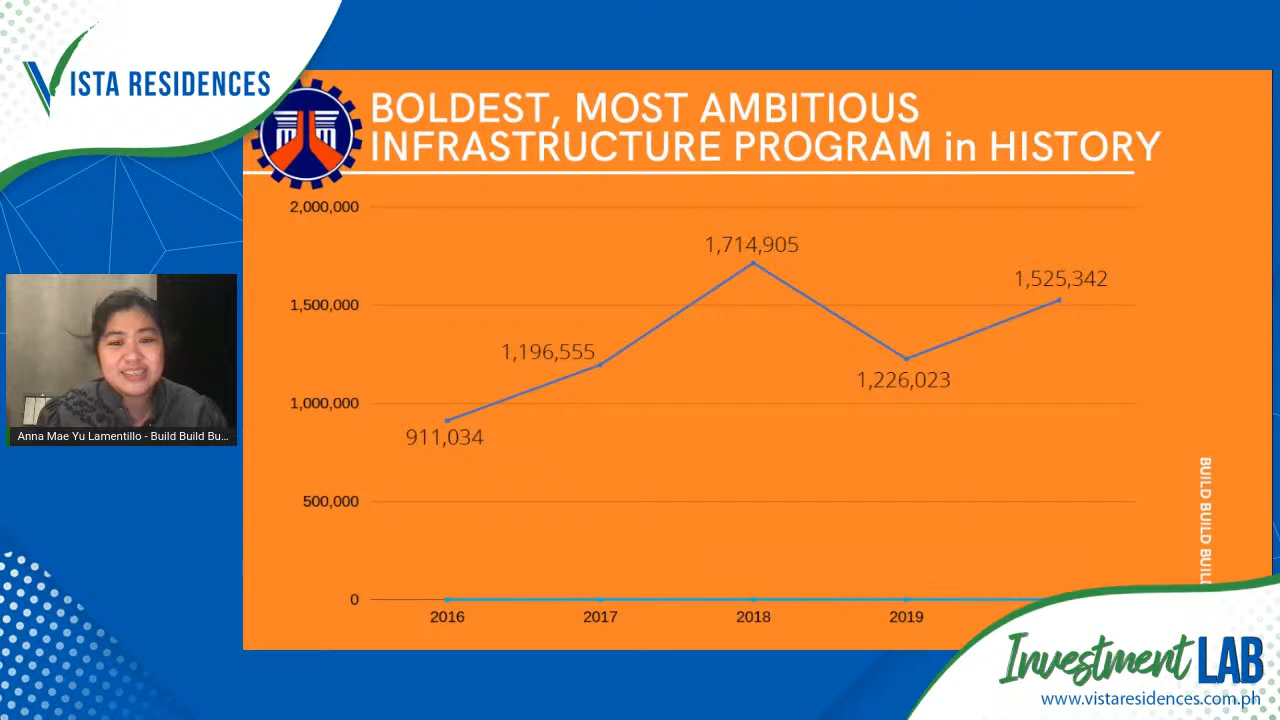 VISTA RESIDENCES
BOLDEST, MOST AMBITIOUS
INFRASTRUCTURE PROGRAM in HISTORY
2,000,000
1,500,000
1,000,000
500,000
0
911,034
1,196,555
1,714,905
1,226,023
1,525,342
2016
2017
2018
2019
Anna Mae Yu Lamentillo - Build Build Bu...
BUILD BUILD BUIL
Investment LAB
www.vistaresidences.com.ph